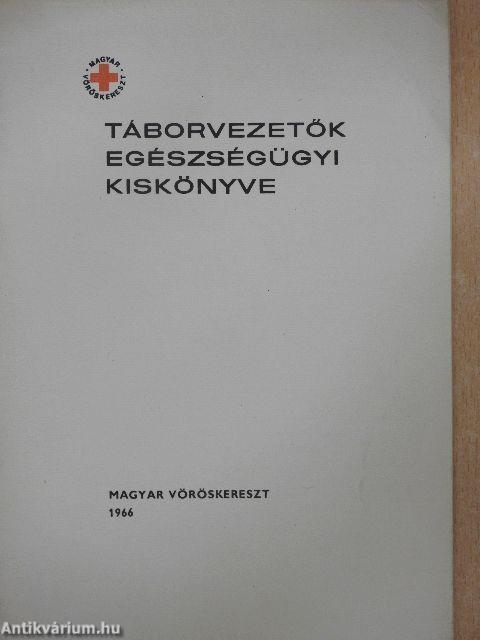 MAGYAR
VÖRÖSKERESZT
TÁBORVEZETŐK
EGÉSZSÉGÜGYI
KISKÖNYVE
MAGYAR VÖRÖSKERESZT
1966
Antikvárium.hu